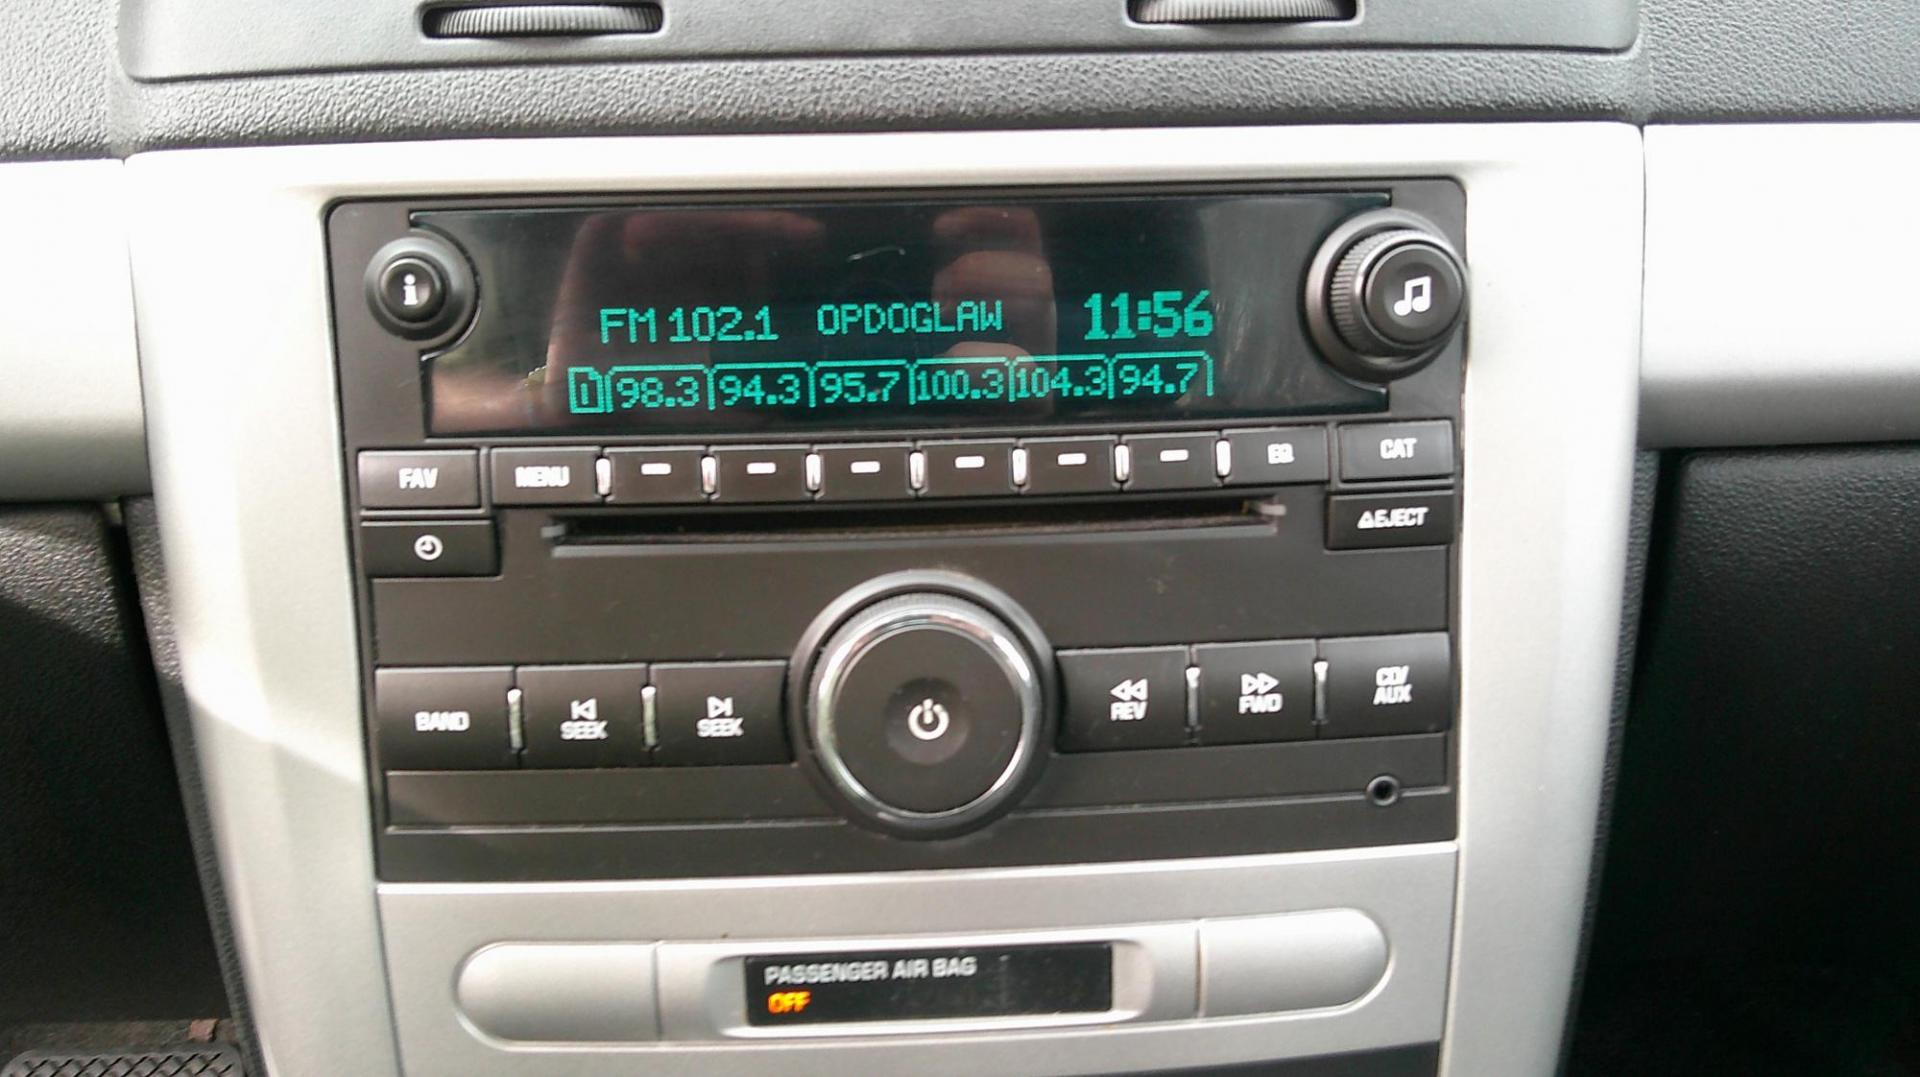 i
FM 102.1 OPDOGLAW 11:56
1 98.3 94.3 95.7 100.3 104.3 94.7
FAV MENU EQ CAT
EJECT
BAND SEEK SEEK REV FWD CD/
AUX
PASSENGER AIR BAG
OFF